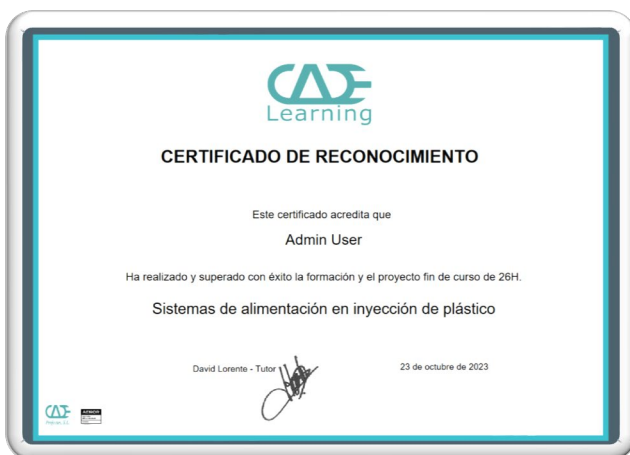 CADE
Learning
CERTIFICADO DE RECONOCIMIENTO
Este certificado acredita que
Admin User
Ha realizado y superado con éxito la formación y el proyecto fin de curso de 26H.
Sistemas de alimentación en inyección de plástico
David Lorente - Tutor
23 de octubre de 2023
CADE